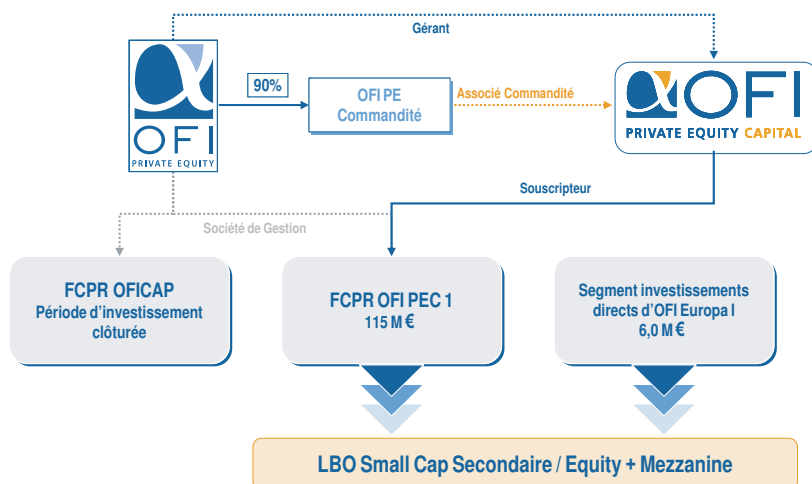 Gérant
OFI
PRIVATE EQUITY
90%
OFI PE
Commandité
Associé Commandité
OFI
PRIVATE EQUITY CAPITAL
Souscripteur
Société de Gestion
FCPR OFICAP
Période d'investissement
clôturée
FCPR OFI PEC 1
115 M €
Segment investissements
directs d'OFI Europa I
6,0 M €
LBO Small Cap Secondaire / Equity + Mezzanine